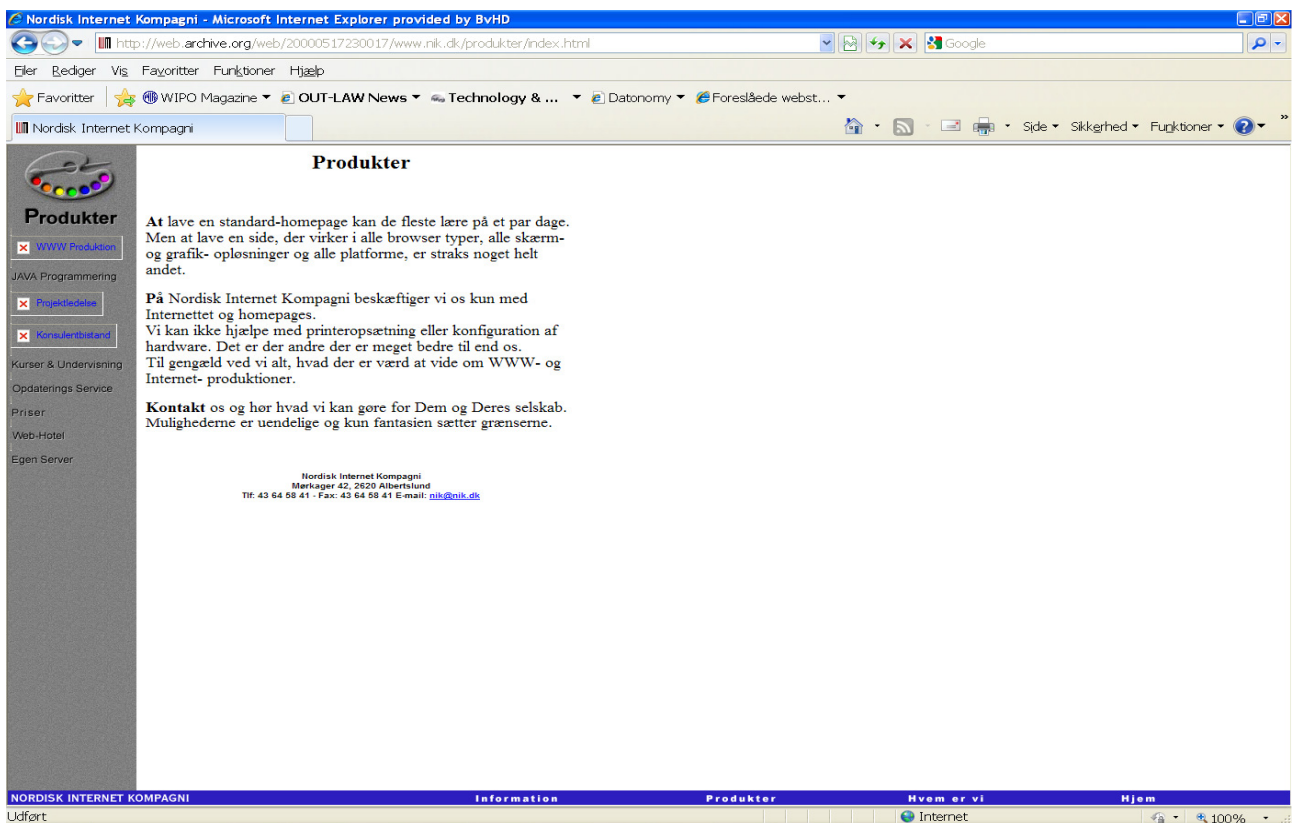 Nordisk Internet Kompagni - Microsoft Internet Explorer provided by BvHD
http://web.archive.org/web/20000517230017/www.nik.dk/produkter/index.html
Google
Filer Rediger Vis Favoritter Funktioner Hjælp
Favoritter WIPO Magazine OUT-LAW News Technology & ... Datonomy Foreslåede webst...
Nordisk Internet Kompagni
Side Sikkerhed Funktioner »
Produkter
WWW Produktion
JAVA Programmering
Projektledelse
Konsulentbistand
Kurser & Undervisning
Opdaterings Service
Priser
Web-Hotel
Egen Server
Produkter
At lave en standard-homepage kan de fleste lære på et par dage.
Men at lave en side, der virker i alle browser typer, alle skærm-
og grafik- opløsninger og alle platforme, er straks noget helt
andet.
På Nordisk Internet Kompagni beskæftiger vi os kun med
Internettet og homepages.
Vi kan ikke hjælpe med printeropsætning eller konfiguration af
hardware. Det er der andre der er meget bedre til end os.
Til gengæld ved vi alt, hvad der er værd at vide om WWW- og
Internet- produktioner.
Kontakt os og hør hvad vi kan gøre for Dem og Deres selskab.
Mulighederne er uendelige og kun fantasien sætter grænserne.
Nordisk Internet Kompagni
Mørkager 42, 2620 Albertslund
Tlf: 43 64 58 41 - Fax: 43 64 58 41 E-mail: nik@nik.dk
NORDISK INTERNET KOMPAGNI Information Produkter Hvem er vi Hjem
Udført Internet 100%